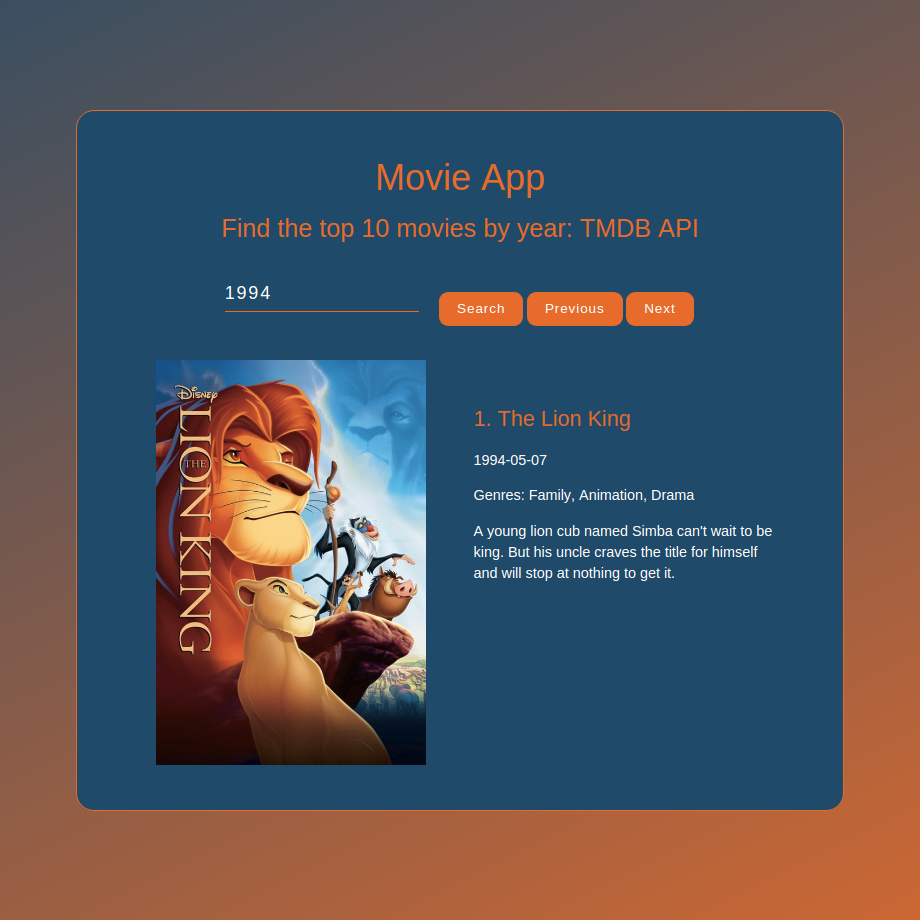 Movie App
Find the top 10 movies by year: TMDB API
1994
Search Previous Next
Disney
THE
LION KING
1. The Lion King
1994-05-07
Genres: Family, Animation, Drama
A young lion cub named Simba can't wait to be
king. But his uncle craves the title for himself
and will stop at nothing to get it.